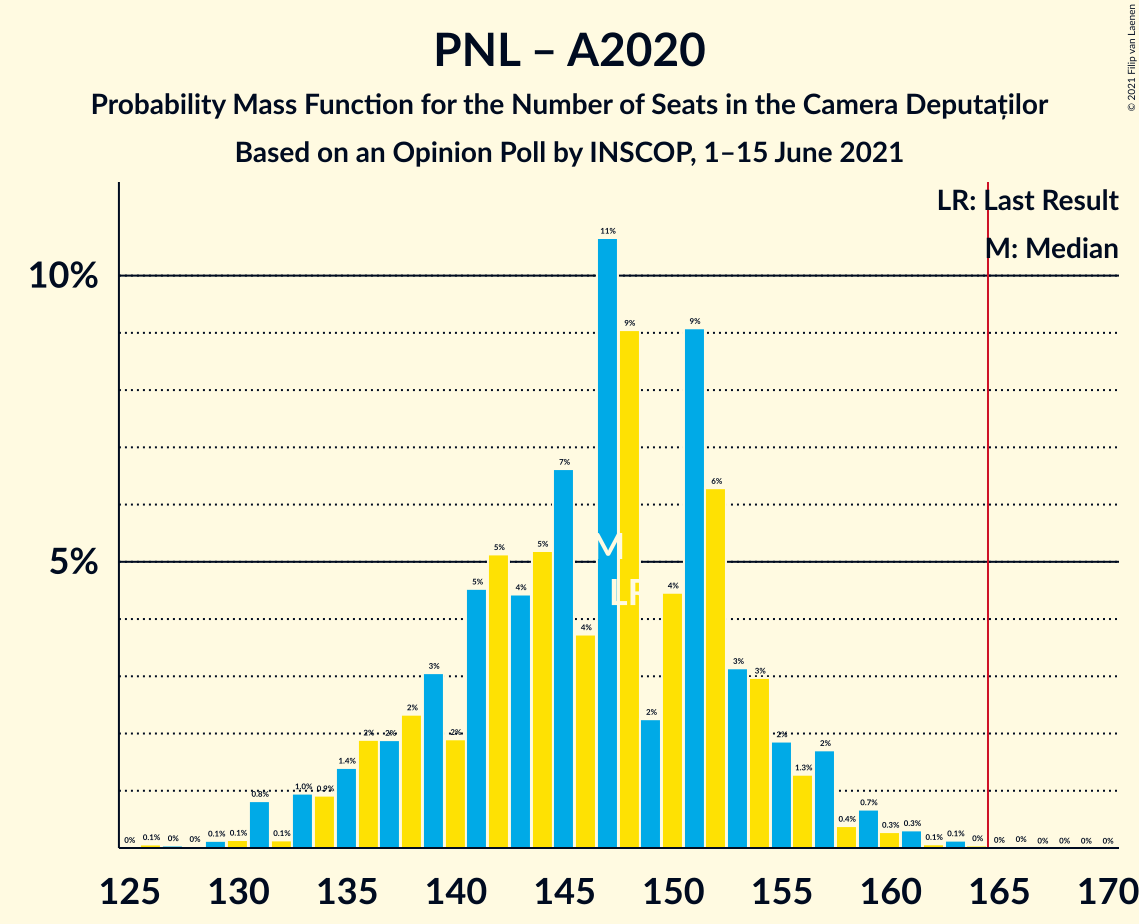 PNL – A2020
Probability Mass Function for the Number of Seats in the Camera Deputaților
Based on an Opinion Poll by INSCOP, 1–15 June 2021
© 2021 Filip van Laenen
LR: Last Result
M: Median
10%
5%
M
LR
0% 0.1% 0% 0% 0.1% 0.1% 0.8% 0.1% 1.0% 0.9% 1.4% 2% 2% 2% 3% 2% 5% 5% 4% 5% 7% 4% 11% 9% 2% 4% 9% 6% 3% 3% 2% 1.3% 2% 0.4% 0.7% 0.3% 0.3% 0.1% 0.1% 0% 0% 0% 0% 0% 0% 0%
125 130 135 140 145 150 155 160 165 170